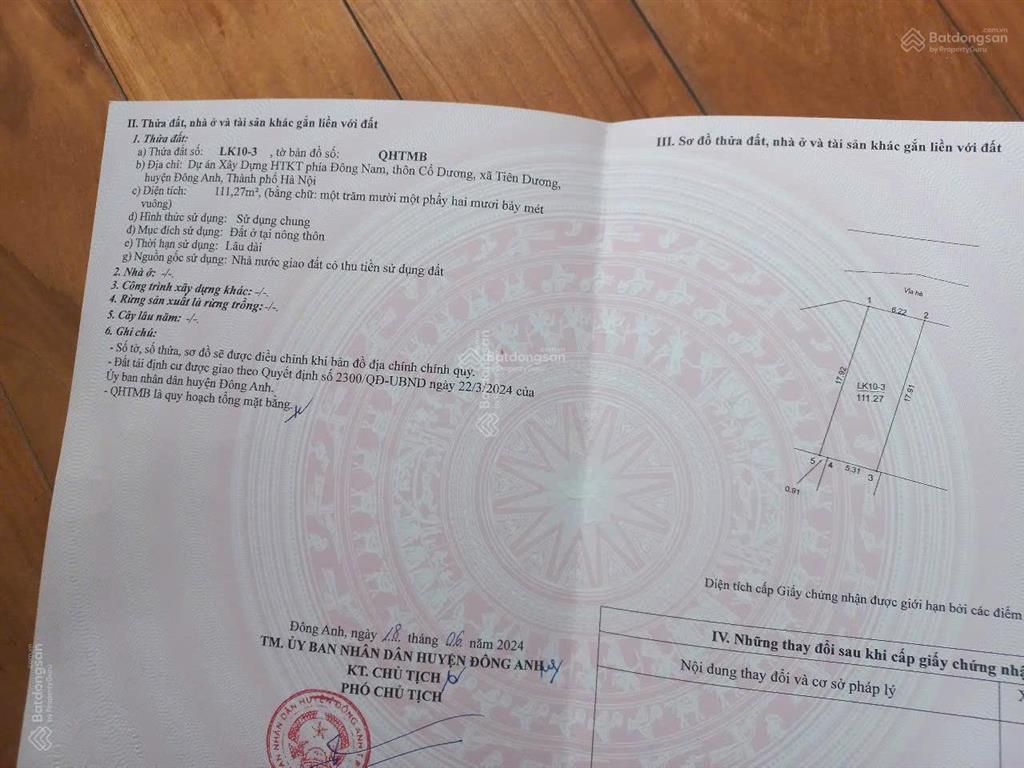 Batdongsan
.com.vn
by PropertyGuru
II. Thửa đất, nhà ở và tài sản khác gắn liền với đất
1. Thửa đất:
a) Thửa đất số: LK10-3 , tờ bản đồ số: QHTMB
b) Địa chỉ: Dự án Xây Dựng HTKT phía Đông Nam, thôn Cổ Dương, xã Tiên Dương,
huyện Đông Anh, Thành phố Hà Nội
c) Diện tích: 111,27m², (bằng chữ: một trăm mười một phẩy hai mươi bảy mét
vuông)
d) Hình thức sử dụng: Sử dụng chung
đ) Mục đích sử dụng: Đất ở tại nông thôn
e) Thời hạn sử dụng: Lâu dài
g) Nguồn gốc sử dụng: Nhà nước giao đất có thu tiền sử dụng đất
2. Nhà ở: -/-.
3. Công trình xây dựng khác: -/-.
4. Rừng sản xuất là rừng trồng: -/-.
5. Cây lâu năm: -/-.
6. Ghi chú:
- Số tờ, số thửa, sơ đồ sẽ được điều chỉnh khi bản đồ địa chính chính quy.
- Đất tái định cư được giao theo Quyết định số 2300/QĐ-UBND ngày 22/3/2024 của
Ủy ban nhân dân huyện Đông Anh.
- QHTMB là quy hoạch tổng mặt bằng.
Đông Anh, ngày 18 tháng 06 năm 2024
TM. ỦY BAN NHÂN DÂN HUYỆN ĐÔNG ANH
KT. CHỦ TỊCH
PHÓ CHỦ TỊCH
III. Sơ đồ thửa đất, nhà ở và tài sản khác gắn liền với đất
Vỉa hè
1
6.22
2
17.92
LK10-3
111.27
17.91
5
4
5.31
3
0.91
Diện tích cấp Giấy chứng nhận được giới hạn bởi các điểm
IV. Những thay đổi sau khi cấp giấy chứng nhậ
Nội dung thay đổi và cơ sở pháp lý
X
Batdongsan
by PropertyGuru
Batdongsan
by PropertyGuru
Batdongsan
by PropertyGuru